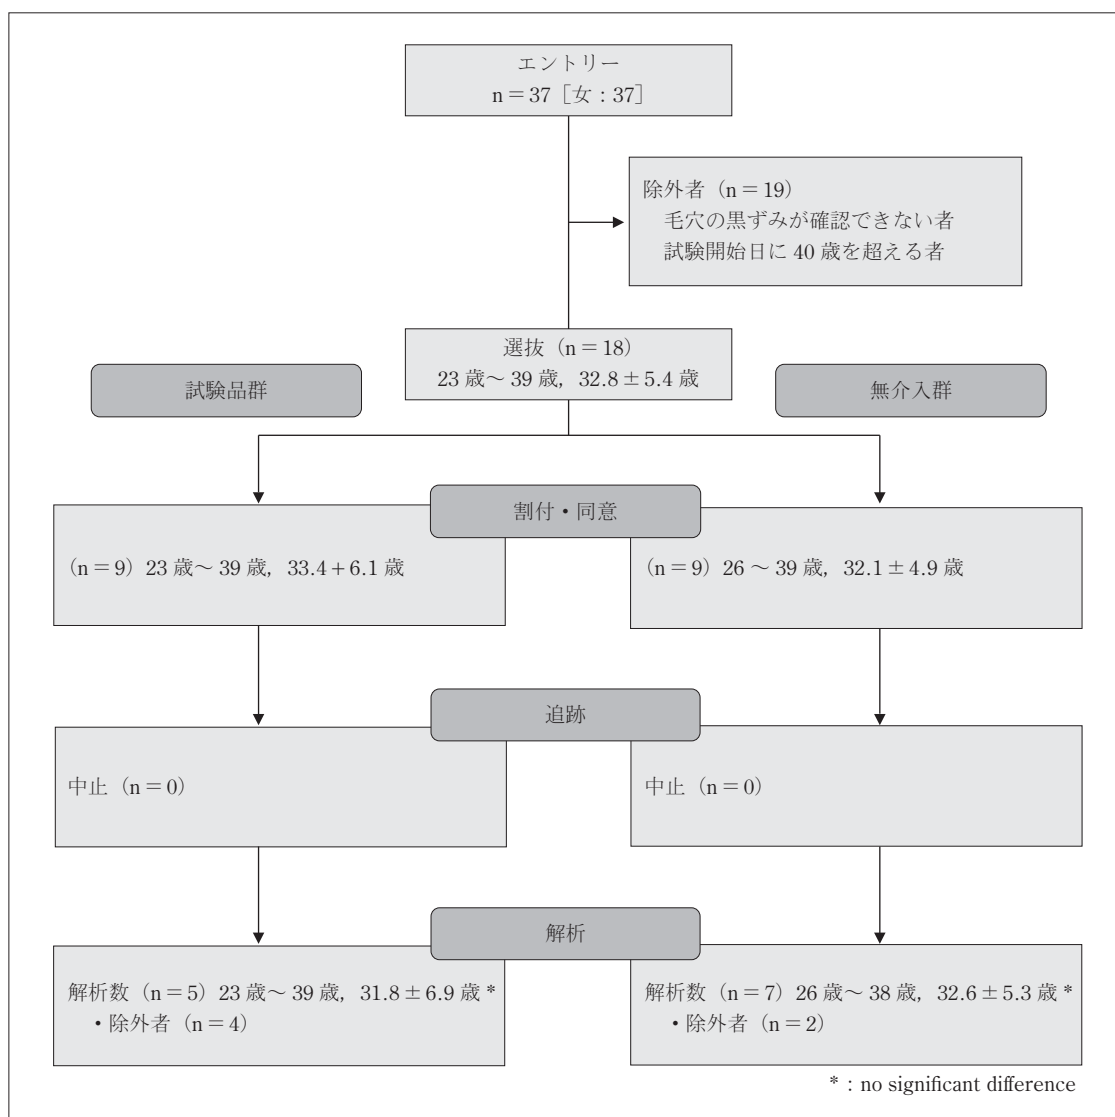 エントリー
n = 37［女：37］
除外者（n = 19）
毛穴の黒ずみが確認できない者
試験開始日に 40 歳を超える者
選抜（n = 18）
23 歳～ 39 歳，32.8 ± 5.4 歳
試験品群
無介入群
割付・同意
（n = 9）23 歳～ 39 歳，33.4 + 6.1 歳
（n = 9）26 ～ 39 歳，32.1 ± 4.9 歳
追跡
中止（n = 0）
中止（n = 0）
解析
解析数（n = 5）23 歳～ 39 歳，31.8 ± 6.9 歳 *
・除外者（n = 4）
解析数（n = 7）26 歳～ 38 歳，32.6 ± 5.3 歳 *
・除外者（n = 2）
*：no significant difference